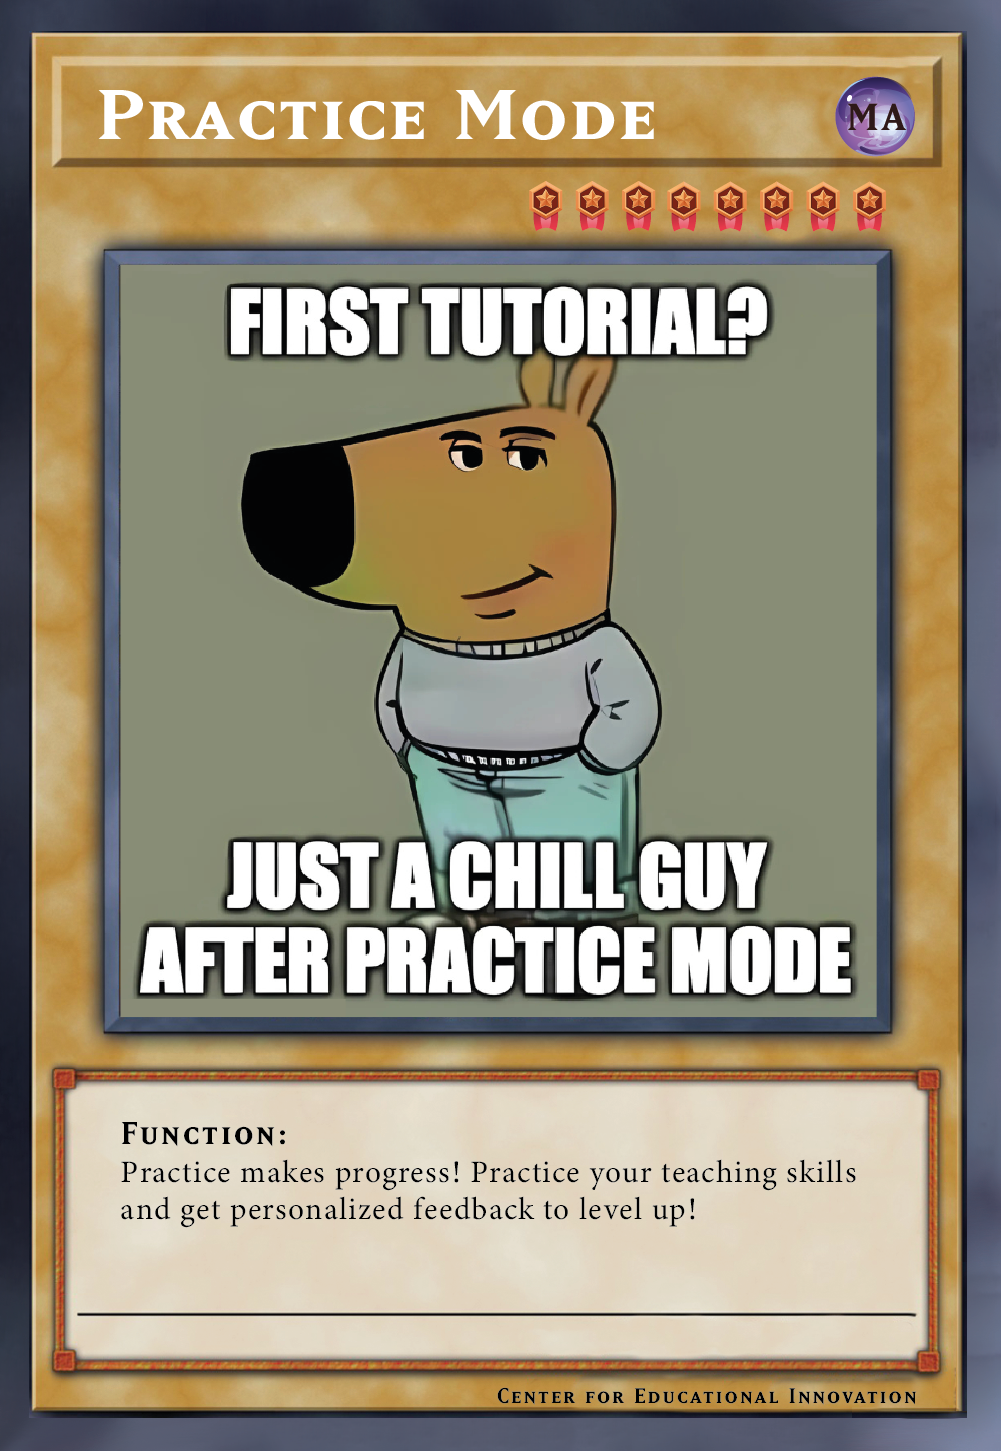 Practice Mode
MA
FIRST TUTORIAL?
JUST A CHILL GUY
AFTER PRACTICE MODE
Function:
Practice makes progress! Practice your teaching skills
and get personalized feedback to level up!
Center for Educational Innovation